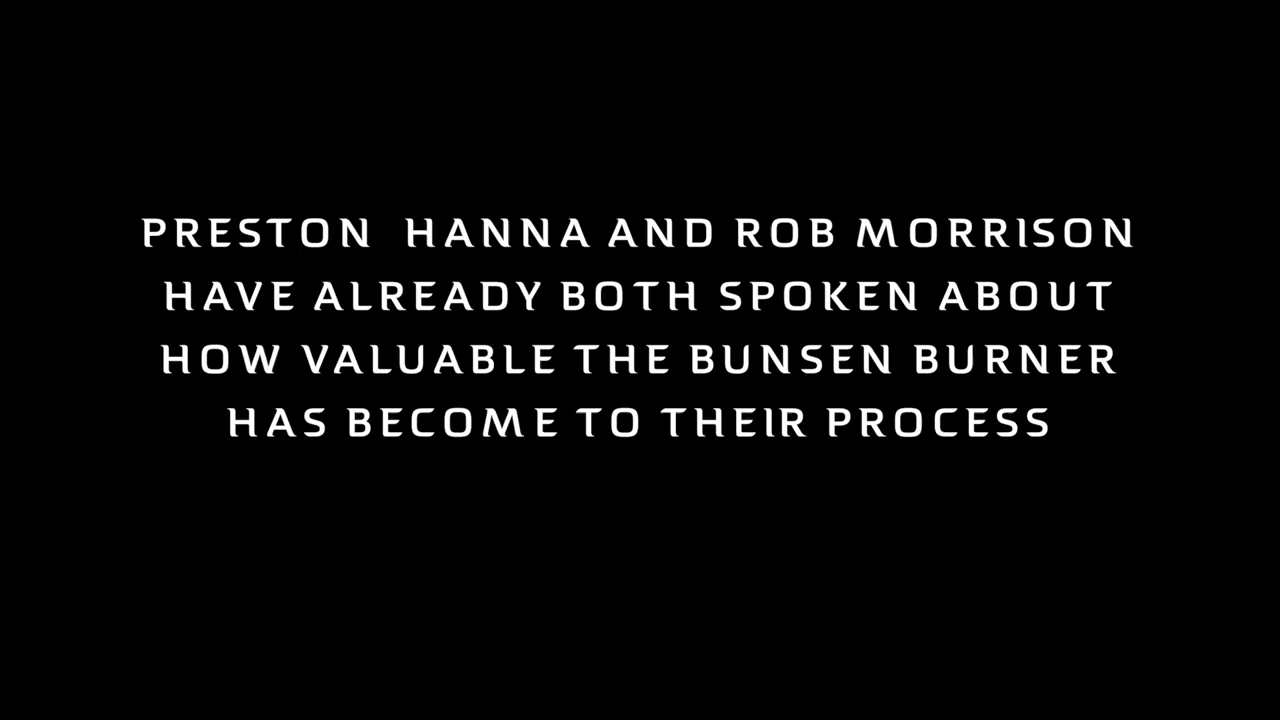 PRESTON  HANNA AND ROB MORRISON
HAVE ALREADY BOTH SPOKEN ABOUT
HOW VALUABLE THE BUNSEN BURNER
HAS BECOME TO THEIR PROCESS